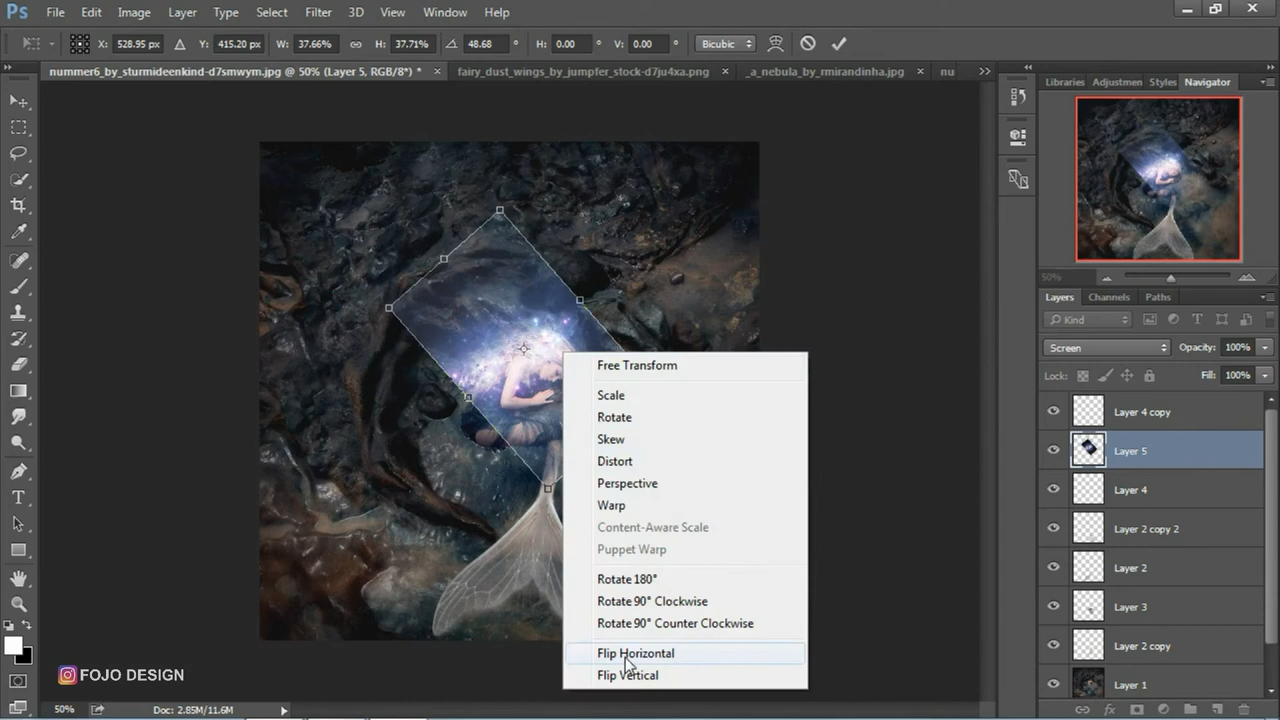 Ps File Edit Image Layer Type Select Filter 3D View Window Help
X: 528.95 px Y: 415.20 px W: 37.66% H: 37.71% 48.68 ° H: 0.00 ° V: 0.00 ° Bicubic
nummer6_by_sturmideenkind-d7smwym.jpg @ 50% (Layer 5, RGB/8*) * × fairy_dust_wings_by_jumpfer_stock-d7ju4xa.png × _a_nebula_by_rmirandinha.jpg × nu
Libraries Adjustmen Styles Navigator
50%
Layers Channels Paths
Kind
Screen Opacity: 100%
Lock: Fill: 100%
Layer 4 copy
Layer 5
Layer 4
Layer 2 copy 2
Layer 2
Layer 3
Layer 2 copy
Layer 1
fx
Free Transform
Scale
Rotate
Skew
Distort
Perspective
Warp
Content-Aware Scale
Puppet Warp
Rotate 180°
Rotate 90° Clockwise
Rotate 90° Counter Clockwise
Flip Horizontal
Flip Vertical
T
FOJO DESIGN
50% Doc: 2.85M/11.6M